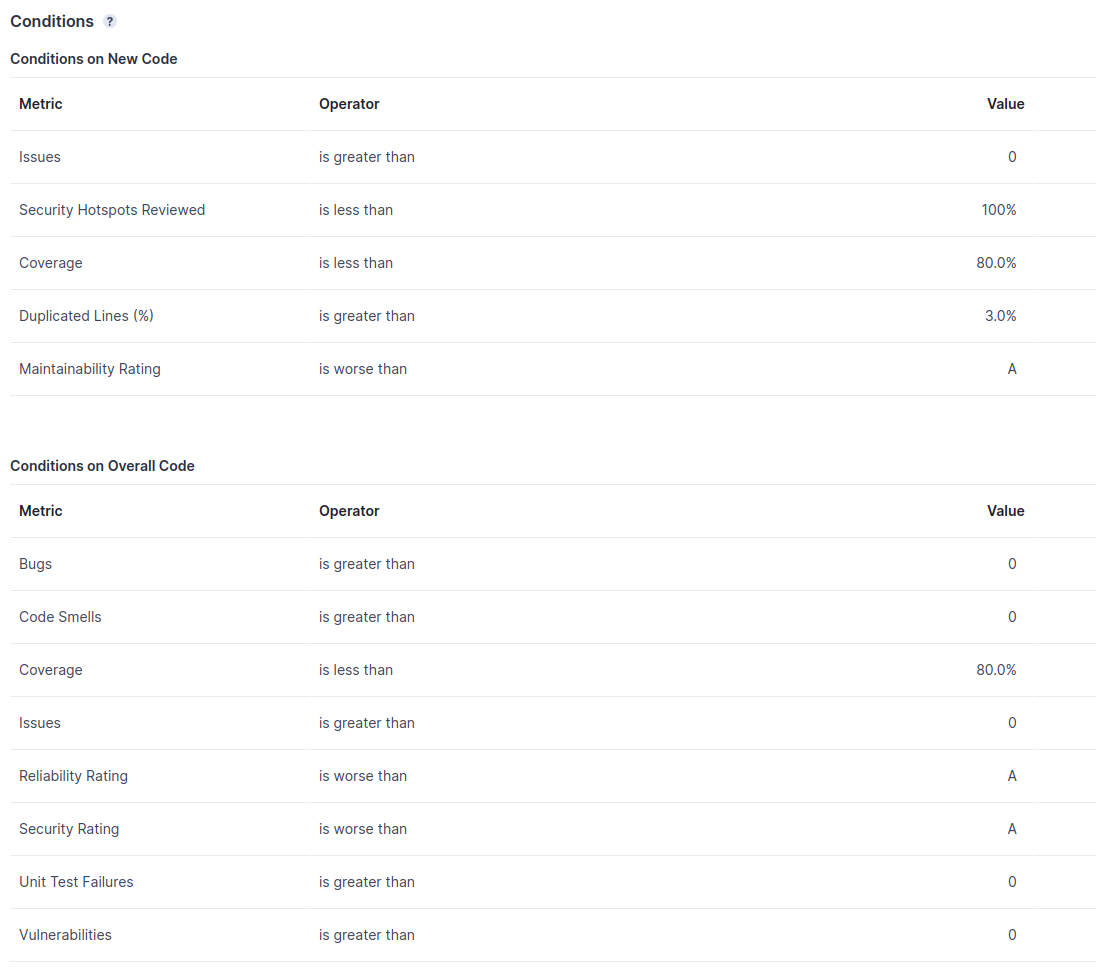 Conditions ?
Conditions on New Code
Metric Operator Value
Issues is greater than 0
Security Hotspots Reviewed is less than 100%
Coverage is less than 80.0%
Duplicated Lines (%) is greater than 3.0%
Maintainability Rating is worse than A
Conditions on Overall Code
Metric Operator Value
Bugs is greater than 0
Code Smells is greater than 0
Coverage is less than 80.0%
Issues is greater than 0
Reliability Rating is worse than A
Security Rating is worse than A
Unit Test Failures is greater than 0
Vulnerabilities is greater than 0